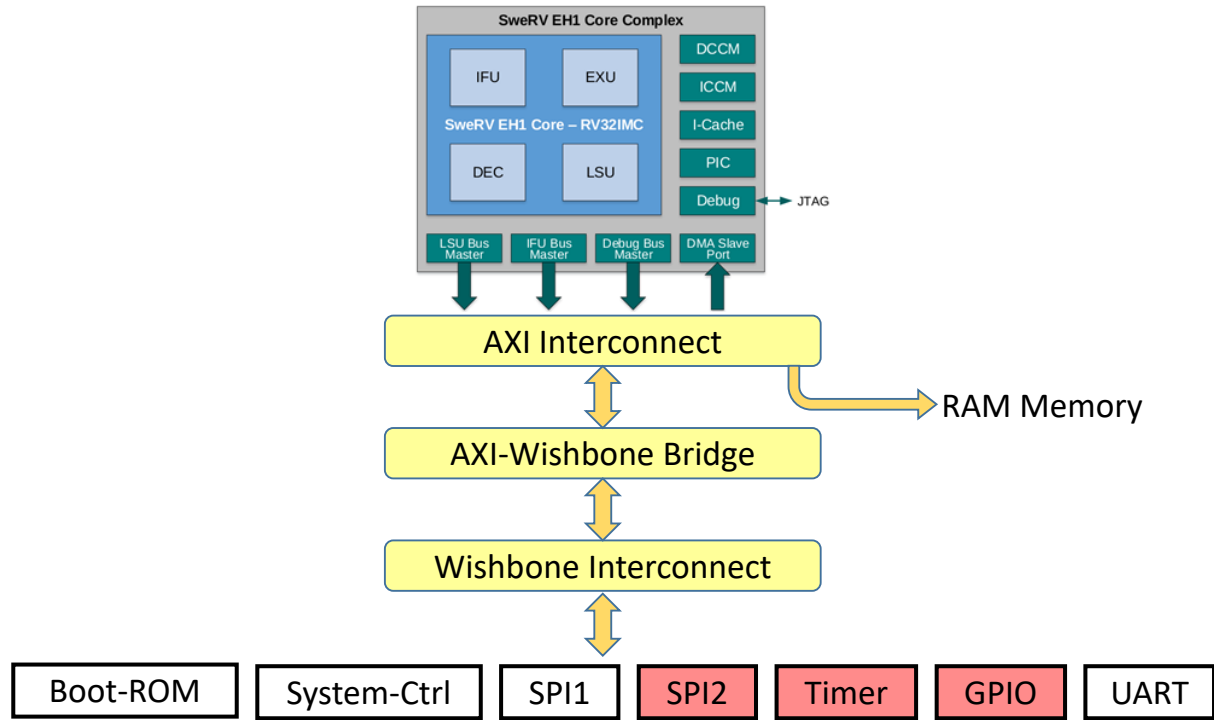 SweRV EH1 Core Complex
IFU
EXU
SweRV EH1 Core – RV32IMC
DEC
LSU
DCCM
ICCM
I-Cache
PIC
Debug
JTAG
LSU Bus
Master
IFU Bus
Master
Debug Bus
Master
DMA Slave
Port
AXI Interconnect
RAM Memory
AXI-Wishbone Bridge
Wishbone Interconnect
Boot-ROM
System-Ctrl
SPI1
SPI2
Timer
GPIO
UART